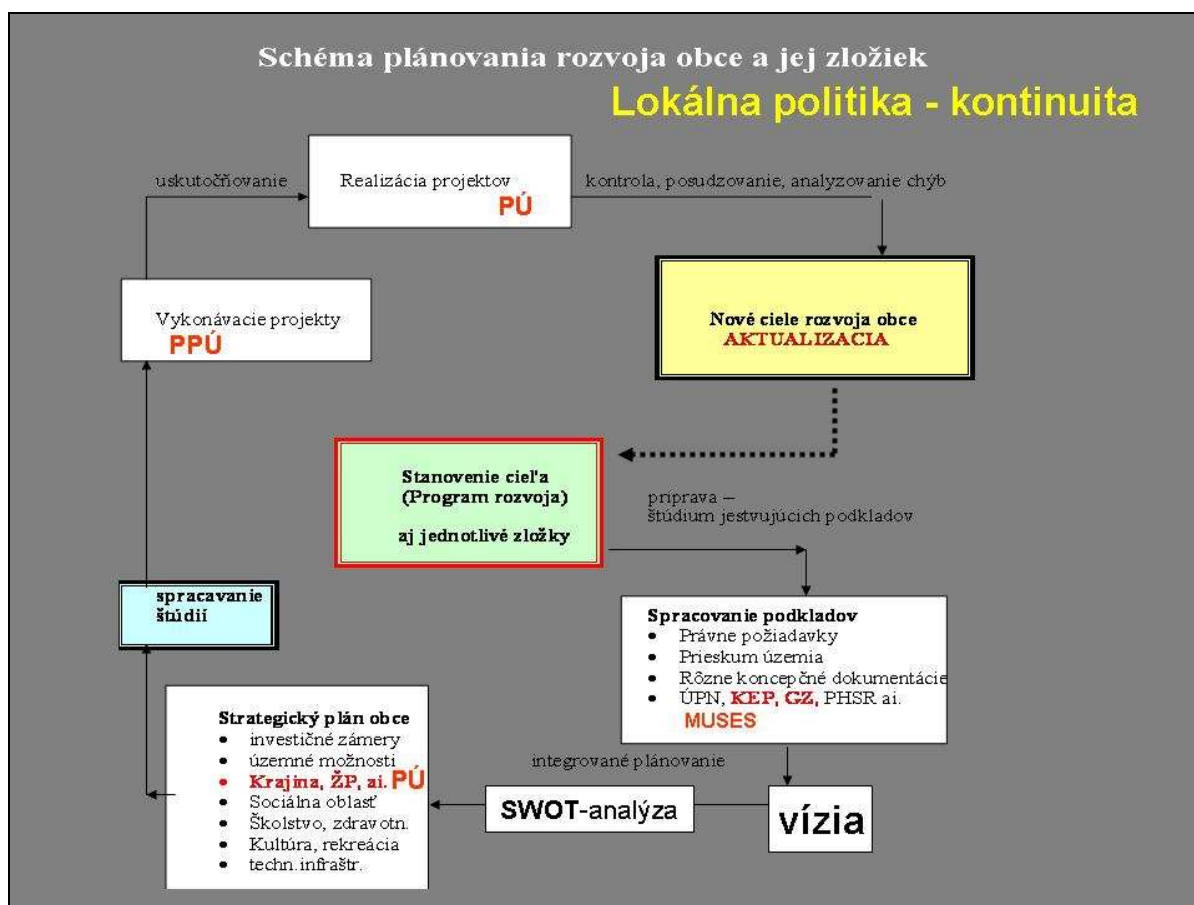 Schéma plánovania rozvoja obce a jej zložiek
Lokálna politika - kontinuita
uskutočňovanie
Realizácia projektov
PÚ
kontrola, posudzovanie, analyzovanie chýb
Vykonávacie projekty
PPÚ
Nové ciele rozvoja obce
AKTUALIZACIA
Stanovenie cieľa
(Program rozvoja)
aj jednotlivé zložky
príprava –
štúdium jestvujúcich podkladov
spracavanie
štúdií
Spracovanie podkladov
• Právne požiadavky
• Prieskum územia
• Rôzne koncepčné dokumentácie
• ÚPN, KEP, GZ, PHSR ai.
MUSES
Strategický plán obce
• investičné zámery
• územné možnosti
• Krajina, ŽP, ai. PÚ
• Sociálna oblasť
• Školstvo, zdravotn.
• Kultúra, rekreácia
• techn.infraštr.
integrované plánovanie
SWOT-analýza
vízia